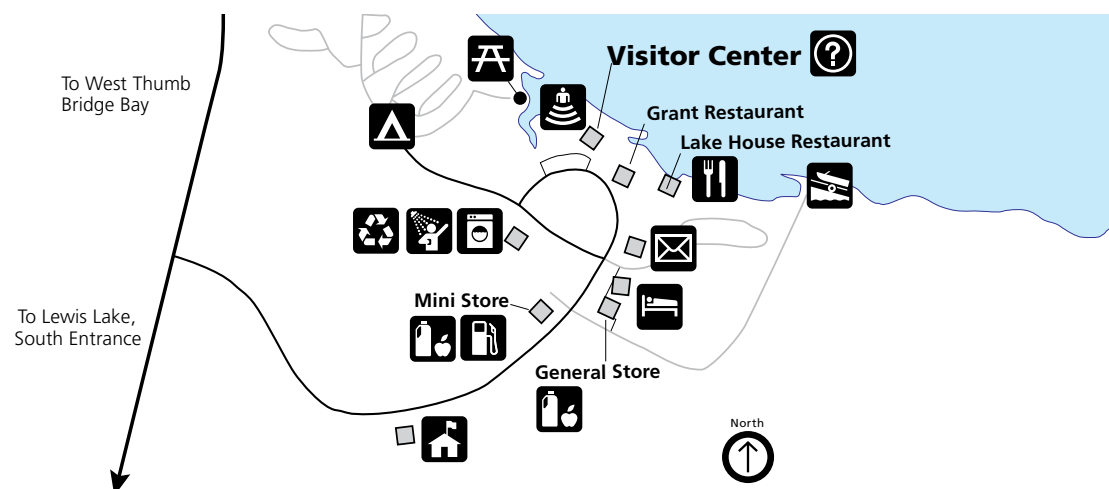 Visitor Center
?
To West Thumb
Bridge Bay
Grant Restaurant
Lake House Restaurant
Mini Store
To Lewis Lake,
South Entrance
General Store
North